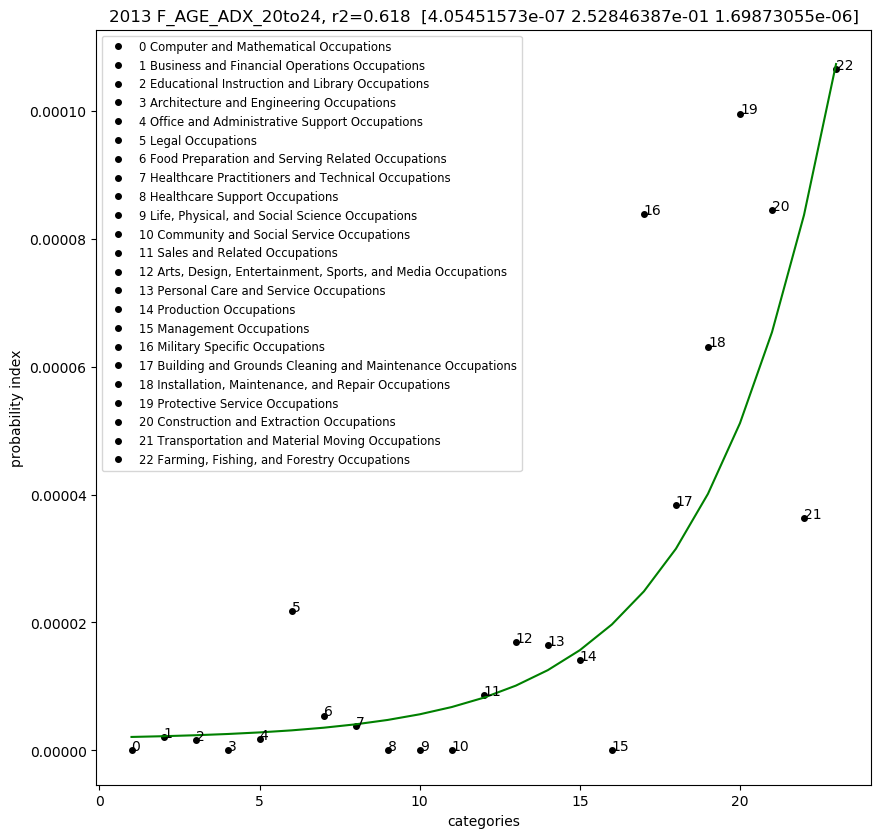 2013 F_AGE_ADX_20to24, r2=0.618  [4.05451573e-07 2.52846387e-01 1.69873055e-06]
0 Computer and Mathematical Occupations
1 Business and Financial Operations Occupations
2 Educational Instruction and Library Occupations
3 Architecture and Engineering Occupations
4 Office and Administrative Support Occupations
5 Legal Occupations
6 Food Preparation and Serving Related Occupations
7 Healthcare Practitioners and Technical Occupations
8 Healthcare Support Occupations
9 Life, Physical, and Social Science Occupations
10 Community and Social Service Occupations
11 Sales and Related Occupations
12 Arts, Design, Entertainment, Sports, and Media Occupations
13 Personal Care and Service Occupations
14 Production Occupations
15 Management Occupations
16 Military Specific Occupations
17 Building and Grounds Cleaning and Maintenance Occupations
18 Installation, Maintenance, and Repair Occupations
19 Protective Service Occupations
20 Construction and Extraction Occupations
21 Transportation and Material Moving Occupations
22 Farming, Fishing, and Forestry Occupations
probability index
0.00010
0.00008
0.00006
0.00004
0.00002
0.00000
0
1
2
3
4
5
6
7
8
9
10
11
12
13
14
15
16
17
18
19
20
21
22
0
5
10
15
20
categories